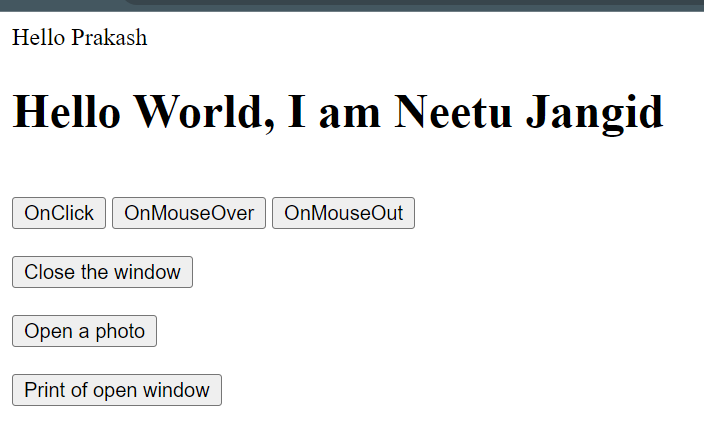 Hello Prakash
Hello World, I am Neetu Jangid
OnClick OnMouseOver OnMouseOut
Close the window
Open a photo
Print of open window